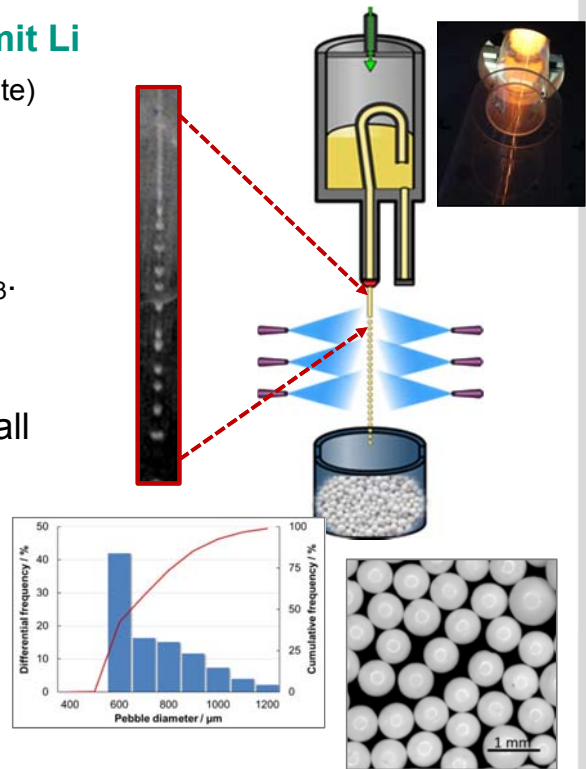 mit Li
te)
3.
all
50
40
30
20
10
0
Differential frequency / %
100
75
50
25
0
Cumulative frequency / %
400 600 800 1000 1200
Pebble diameter / µm
1 mm